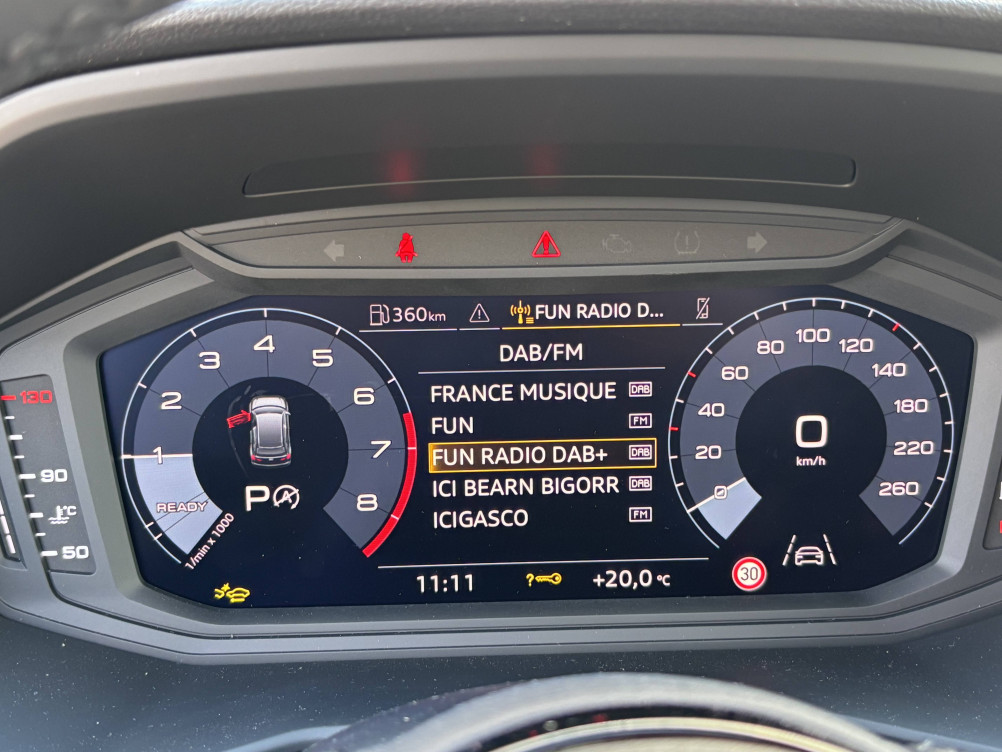 360km
FUN RADIO D...
DAB/FM
FRANCE MUSIQUE DAB
FUN FM
FUN RADIO DAB+ DAB
ICI BEARN BIGORR DAB
ICIGASCO FM
1 2 3 4 5 6 7 8
READY
1/min x 1000
P A
0 20 40 60 80 100 120 140 180 220 260
0
km/h
130
90
°C
50
11:11
?
+20,0 °C
30